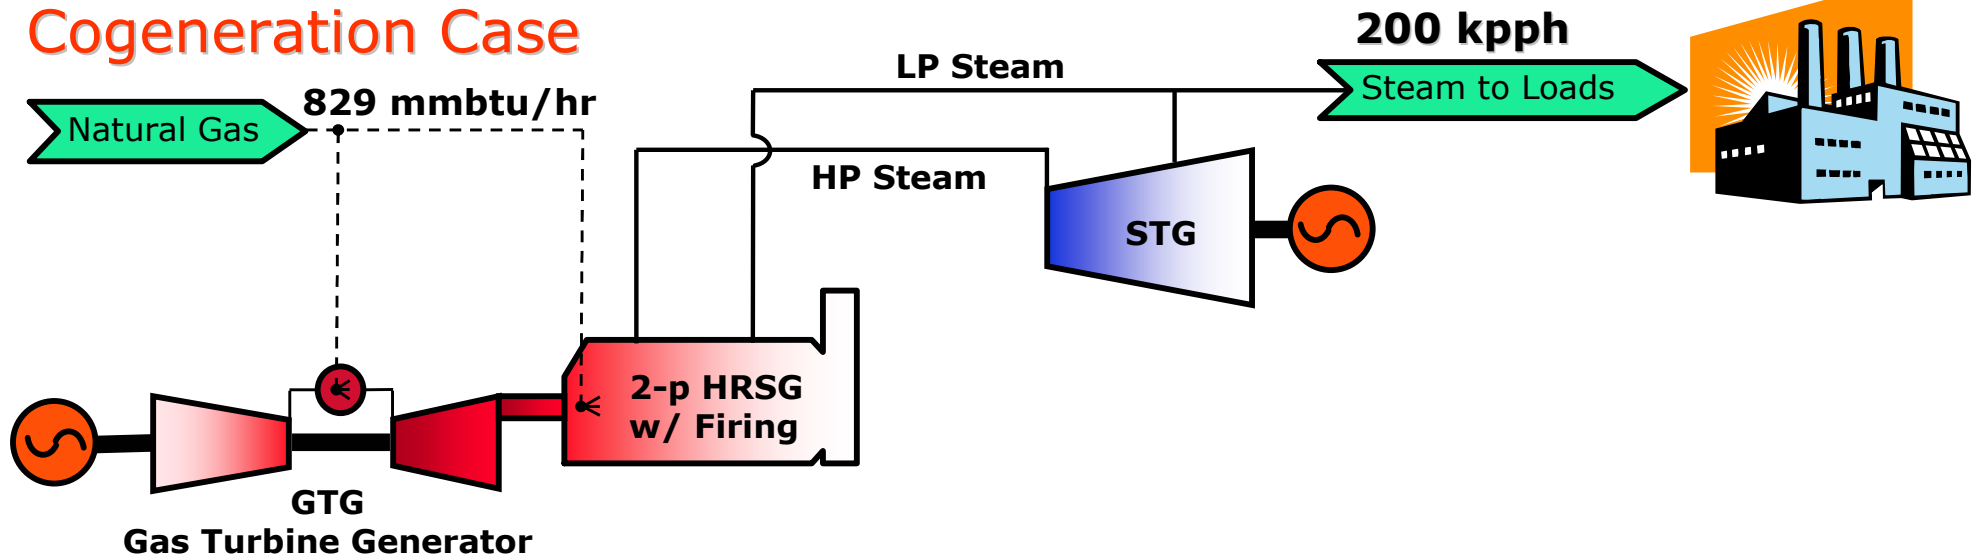 Cogeneration Case
200 kpph
LP Steam
Steam to Loads
829 mmbtu/hr
Natural Gas
HP Steam
STG
2-p HRSG
w/ Firing
GTG
Gas Turbine Generator